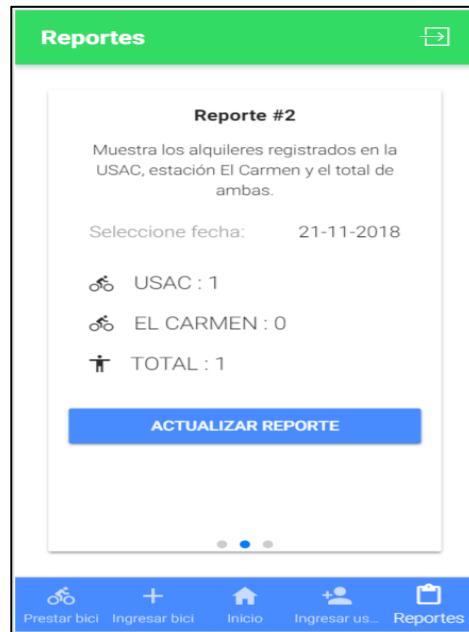 Reportes
Reporte #2
Muestra los alquileres registrados en la
USAC, estación El Carmen y el total de
ambas.
Seleccione fecha: 21-11-2018
USAC : 1
EL CARMEN : 0
TOTAL : 1
ACTUALIZAR REPORTE
Prestar bici Ingresar bici Inicio Ingresar us... Reportes